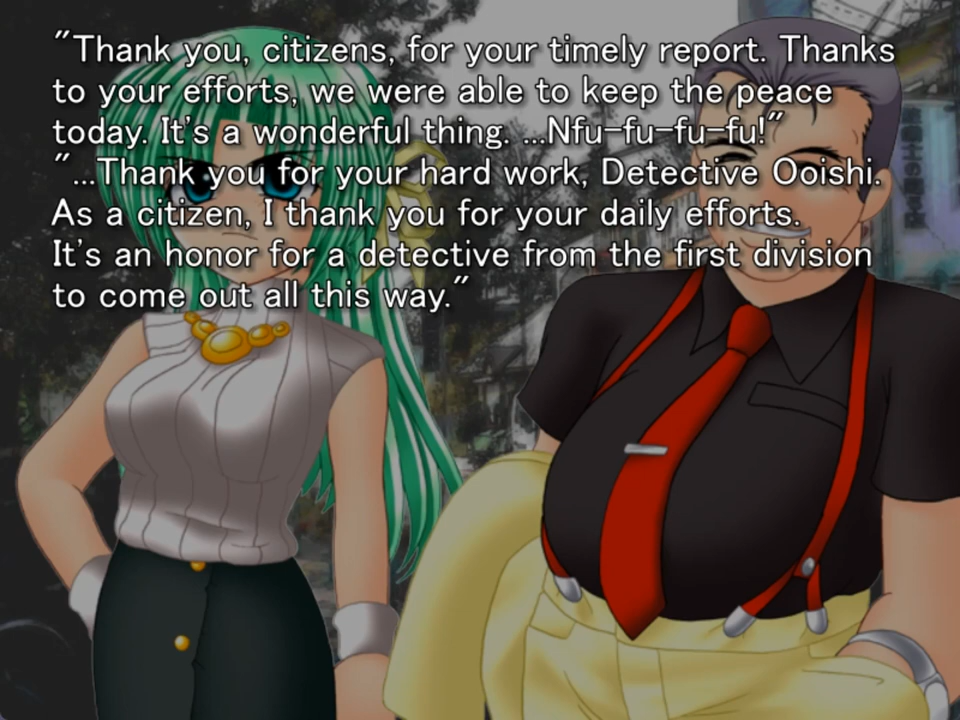 "Thank you, citizens, for your timely report. Thanks
to your efforts, we were able to keep the peace
today. It's a wonderful thing. ...Nfu-fu-fu-fu!"
"...Thank you for your hard work, Detective Ooishi.
As a citizen, I thank you for your daily efforts.
It's an honor for a detective from the first division
to come out all this way."